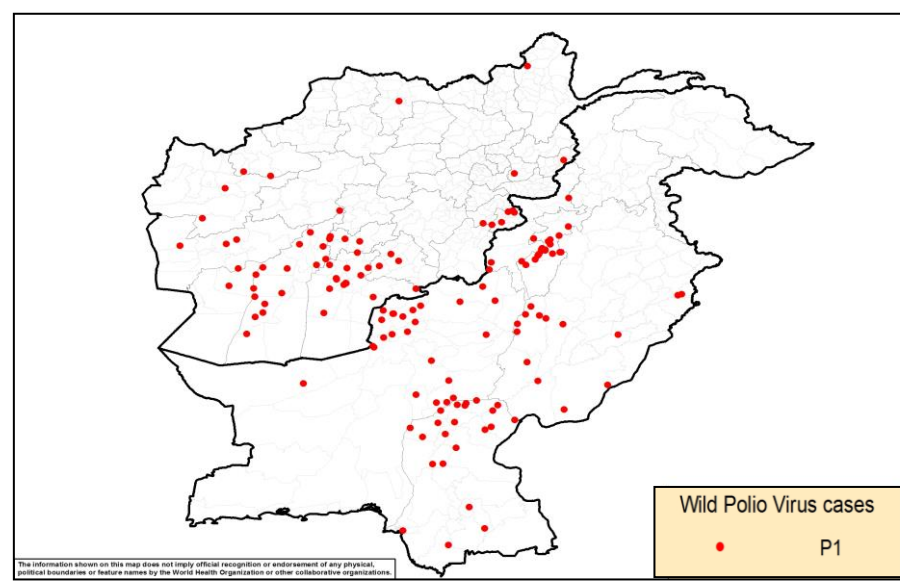 Wild Polio Virus cases
P1
The information shown on this map does not imply official recognition or endorsement of any physical,
political boundaries or feature names by the World Health Organization or other collaborative organizations.